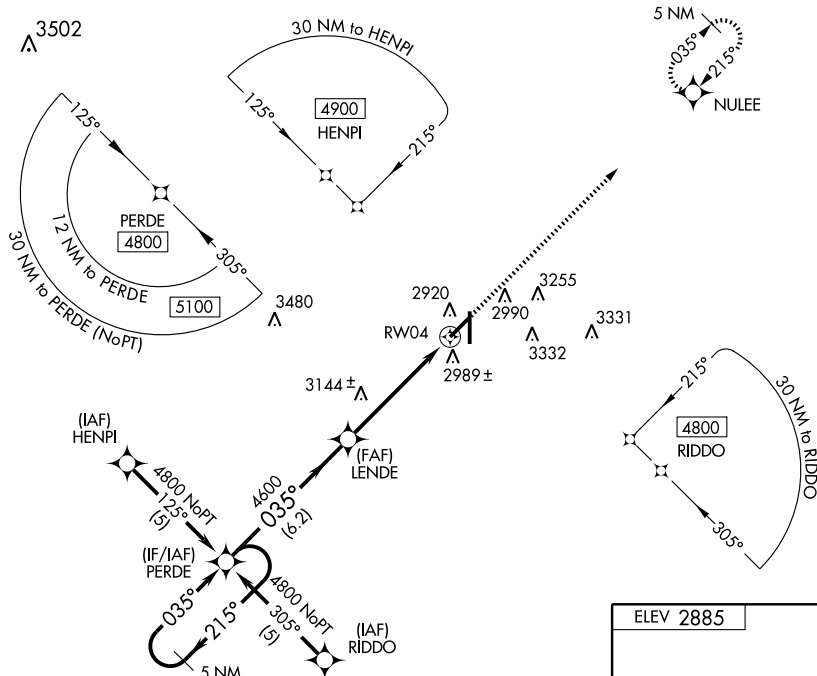 3502
30 NM to HENPI
125°
4900
HENPI
215°
5 NM
035°
215°
NULEE
125°
PERDE
4800
305°
12 NM to PERDE
30 NM to PERDE (NoPT)
5100
3480
2920
RW04
2990
3255
3332
3331
2989 ±
3144 ±
215°
4800
RIDDO
30 NM to RIDDO
305°
(IAF)
HENPI
4800 NoPT
125°
(5)
(FAF)
LENDE
4600
035°
(6.2)
(IF/IAF)
PERDE
035°
215°
5 NM
4800 NoPT
305°
(5)
(IAF)
RIDDO
ELEV 2885